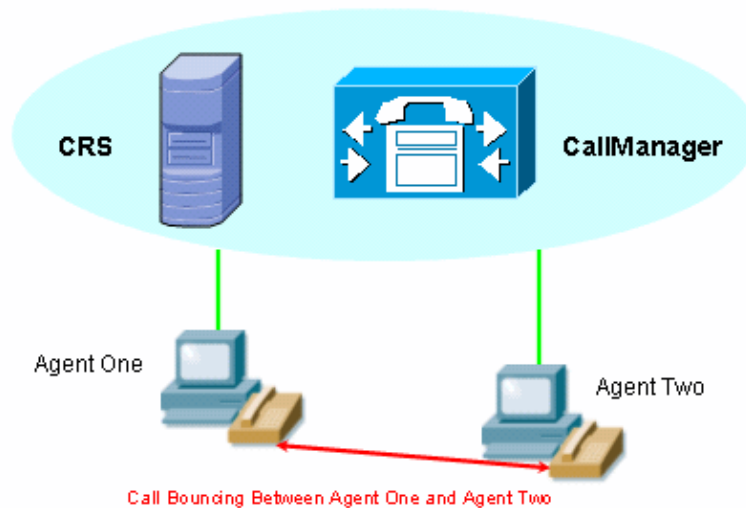 CRS
CallManager
Agent One
Agent Two
Call Bouncing Between Agent One and Agent Two